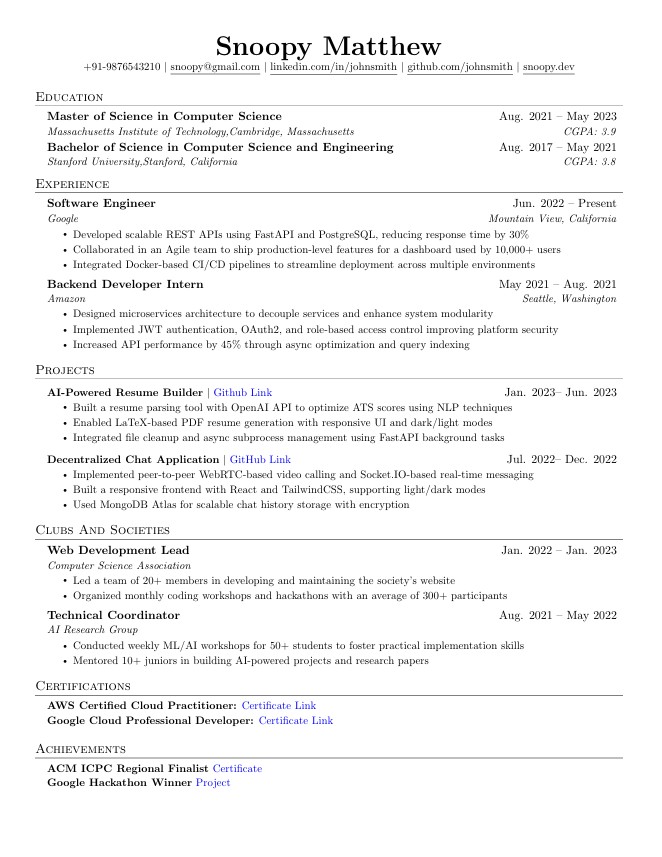 Snoopy Matthew
+91-9876543210 | snoopy@gmail.com | linkedin.com/in/johnsmith | github.com/johnsmith | snoopy.dev
Education
Master of Science in Computer Science Aug. 2021 – May 2023
Massachusetts Institute of Technology,Cambridge, Massachusetts CGPA: 3.9
Bachelor of Science in Computer Science and Engineering Aug. 2017 – May 2021
Stanford University,Stanford, California CGPA: 3.8
Experience
Software Engineer Jun. 2022 – Present
Google Mountain View, California
• Developed scalable REST APIs using FastAPI and PostgreSQL, reducing response time by 30%
• Collaborated in an Agile team to ship production-level features for a dashboard used by 10,000+ users
• Integrated Docker-based CI/CD pipelines to streamline deployment across multiple environments
Backend Developer Intern May 2021 – Aug. 2021
Amazon Seattle, Washington
• Designed microservices architecture to decouple services and enhance system modularity
• Implemented JWT authentication, OAuth2, and role-based access control improving platform security
• Increased API performance by 45% through async optimization and query indexing
Projects
AI-Powered Resume Builder | Github Link Jan. 2023– Jun. 2023
• Built a resume parsing tool with OpenAI API to optimize ATS scores using NLP techniques
• Enabled LaTeX-based PDF resume generation with responsive UI and dark/light modes
• Integrated file cleanup and async subprocess management using FastAPI background tasks
Decentralized Chat Application | GitHub Link Jul. 2022– Dec. 2022
• Implemented peer-to-peer WebRTC-based video calling and Socket.IO-based real-time messaging
• Built a responsive frontend with React and TailwindCSS, supporting light/dark modes
• Used MongoDB Atlas for scalable chat history storage with encryption
Clubs And Societies
Web Development Lead Jan. 2022 – Jan. 2023
Computer Science Association
• Led a team of 20+ members in developing and maintaining the society's website
• Organized monthly coding workshops and hackathons with an average of 300+ participants
Technical Coordinator Aug. 2021 – May 2022
AI Research Group
• Conducted weekly ML/AI workshops for 50+ students to foster practical implementation skills
• Mentored 10+ juniors in building AI-powered projects and research papers
Certifications
AWS Certified Cloud Practitioner: Certificate Link
Google Cloud Professional Developer: Certificate Link
Achievements
ACM ICPC Regional Finalist Certificate
Google Hackathon Winner Project